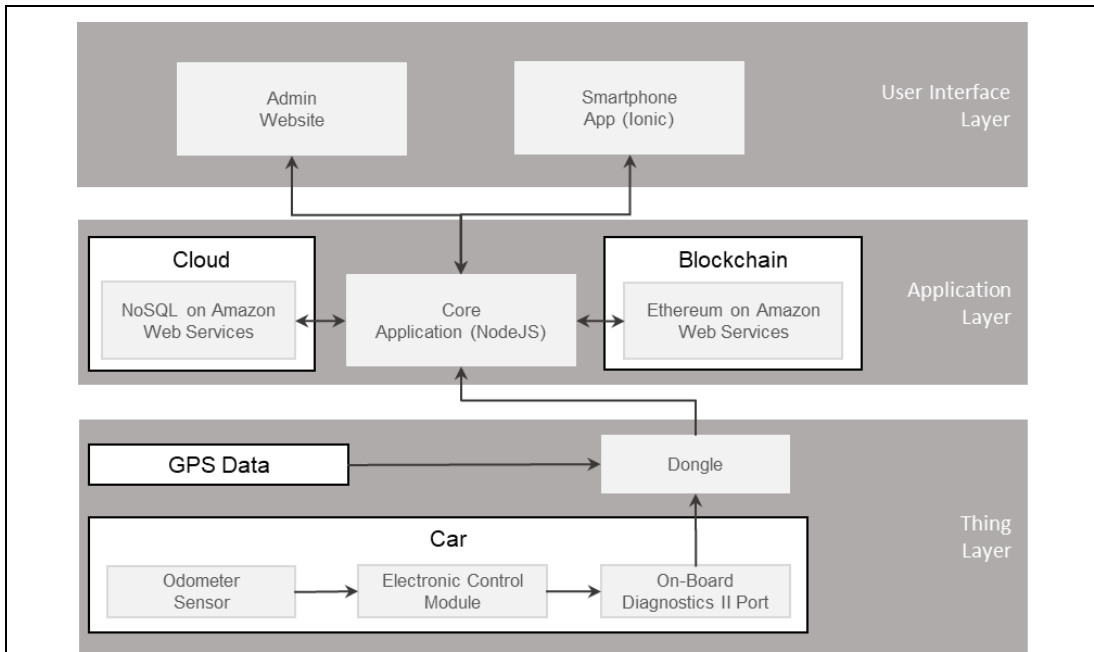 Admin
Website
Smartphone
App (Ionic)
User Interface
Layer
Cloud
NoSQL on Amazon
Web Services
Core
Application (NodeJS)
Blockchain
Ethereum on Amazon
Web Services
Application
Layer
GPS Data
Dongle
Thing
Layer
Car
Odometer
Sensor
Electronic Control
Module
On-Board
Diagnostics II Port